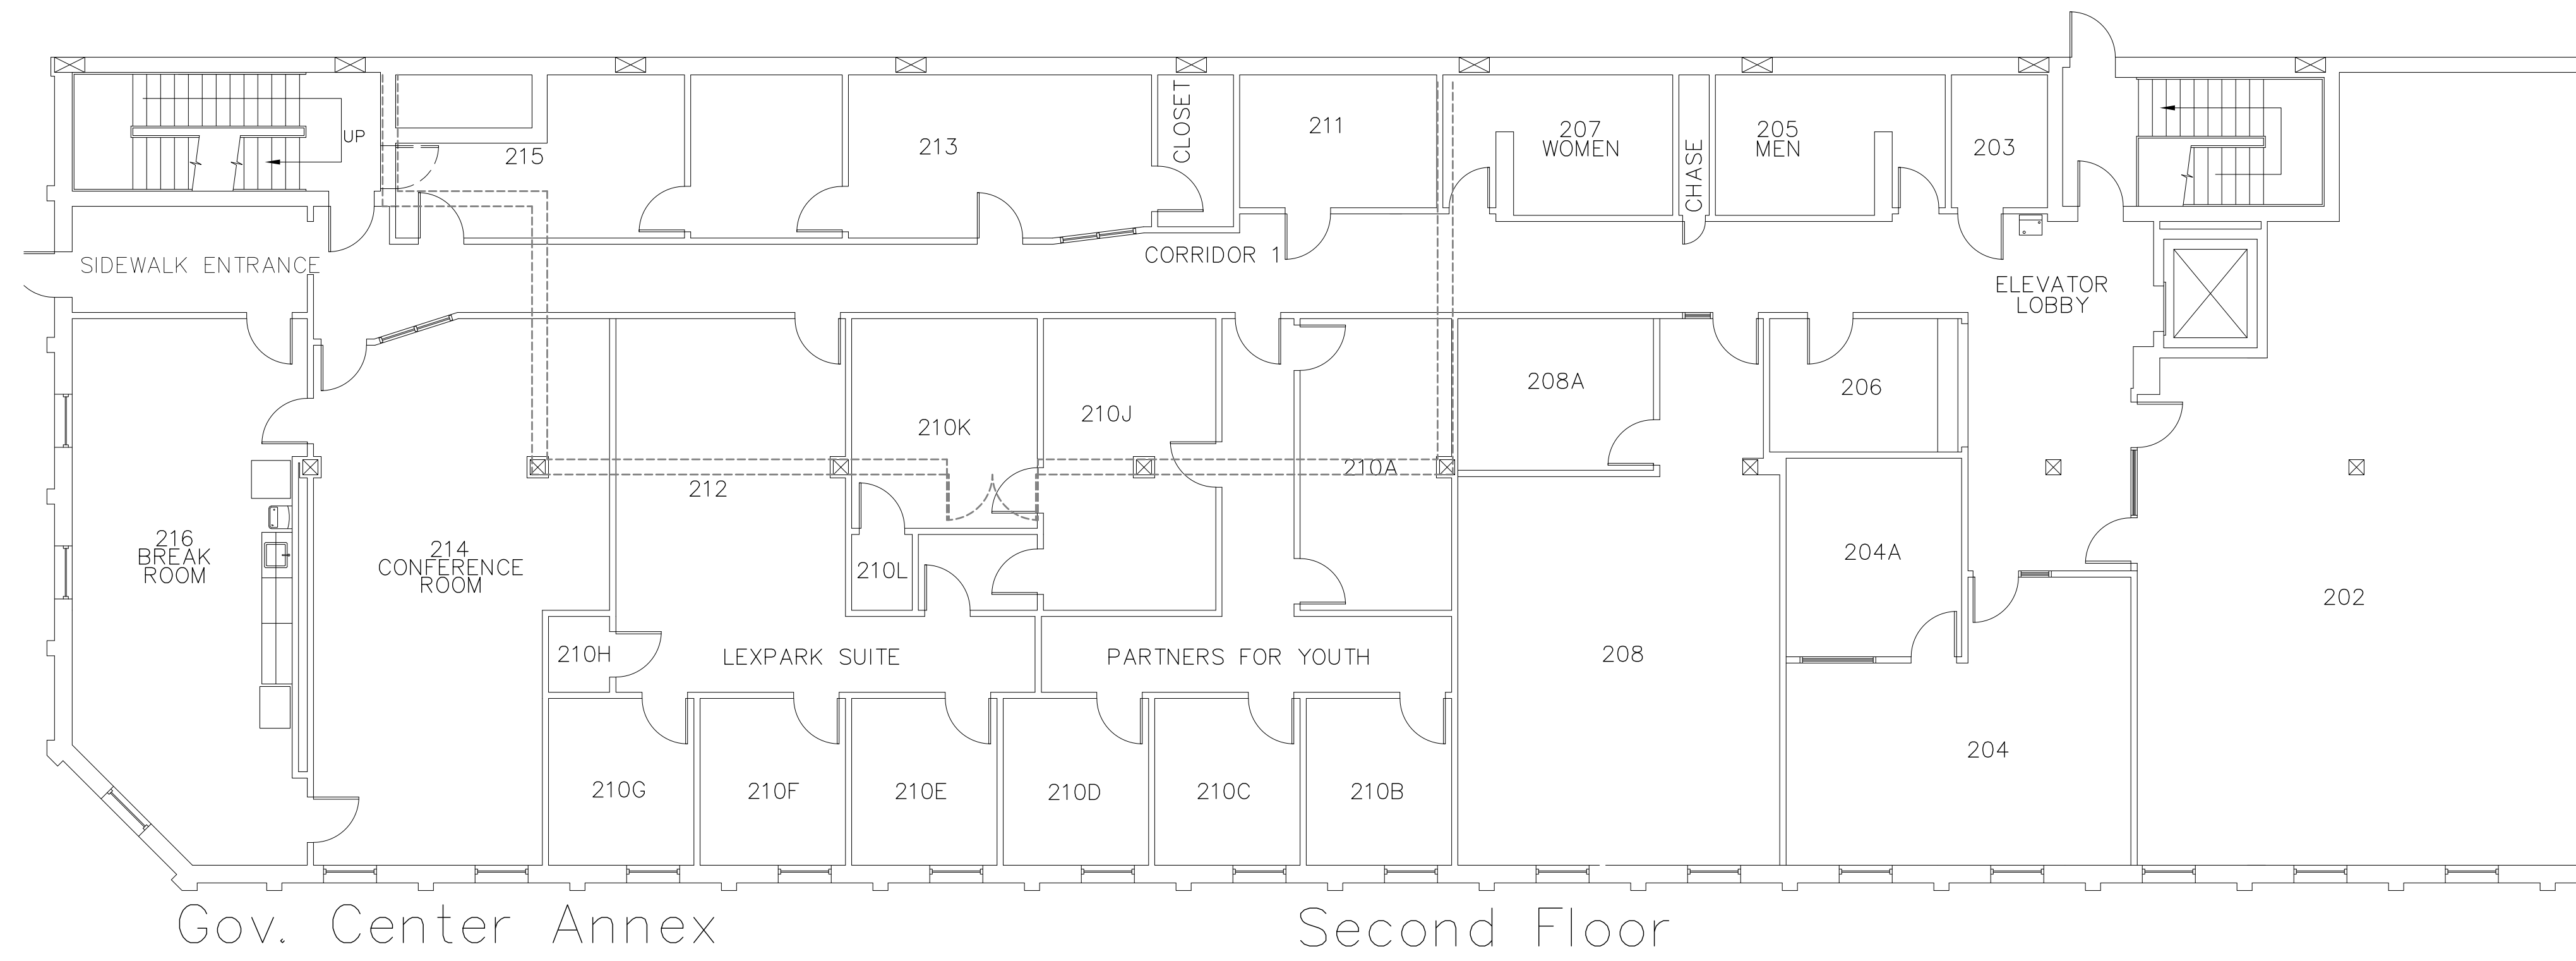 UP
215
213
CLOSET
211
207
WOMEN
CHASE
205
MEN
203
SIDEWALK ENTRANCE
CORRIDOR 1
ELEVATOR
LOBBY
208A
206
210K
210J
210A
212
216
BREAK
ROOM
214
CONFERENCE
ROOM
210L
204A
202
210H
LEXPARK SUITE
PARTNERS FOR YOUTH
208
204
210G
210F
210E
210D
210C
210B
Gov. Center Annex
Second Floor